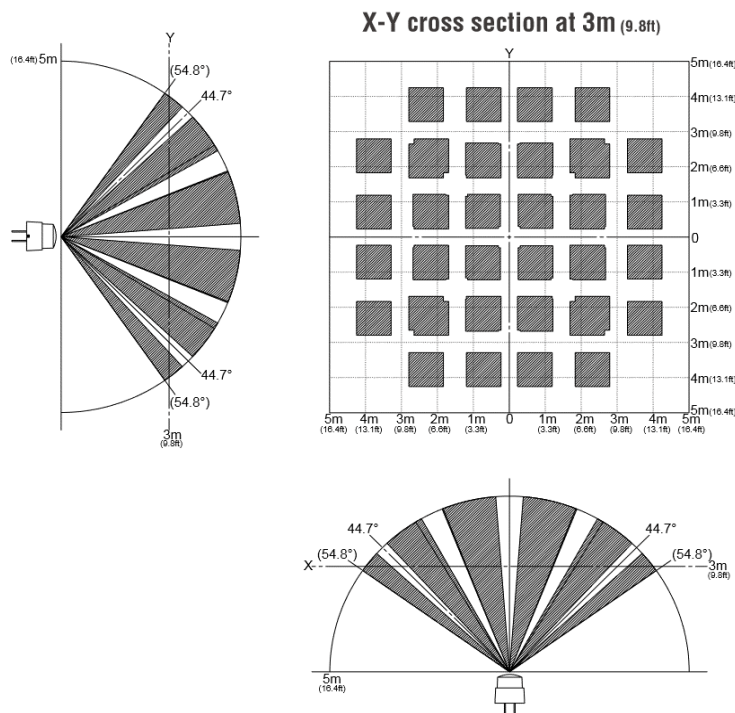 X-Y cross section at 3m (9.8ft)
Y
(16.4ft) 5m
(54.8°)
44.7°
44.7°
(54.8°)
3m
(9.8ft)
Y
5m (16.4ft)
4m (13.1ft)
3m (9.8ft)
2m (6.6ft)
1m (3.3ft)
0
1m (3.3ft)
2m (6.6ft)
3m (9.8ft)
4m (13.1ft)
5m (16.4ft)
5m 4m 3m 2m 1m 0 1m 2m 3m 4m 5m
(16.4ft) (13.1ft) (9.8ft) (6.6ft) (3.3ft) (3.3ft) (6.6ft) (9.8ft) (13.1ft) (16.4ft)
44.7° 44.7°
(54.8°) (54.8°)
X 3m
(9.8ft)
5m
(16.4ft)